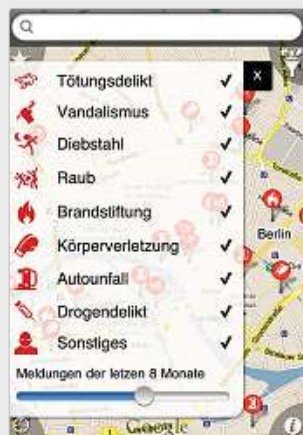 x
Tötungsdelikt
Vandalismus
Diebstahl
Raub
Brandstiftung
Körperverletzung
Autounfall
Drogendelikt
Sonstiges
Meldungen der letzen 8 Monate
Berlin
Google
i